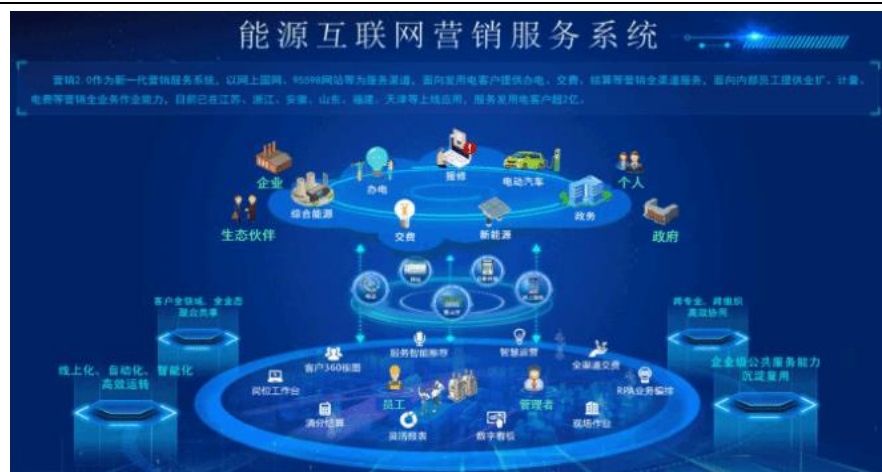 能源互联网营销服务系统
营销2.0作为新一代营销服务系统，以网上国网、95598网站等为服务渠道，面向发用电客户提供办电、交费、结算等营销全渠道服务，面向内部员工提供业扩、计量、
电费等营销全业务作业能力。目前已在江苏、浙江、安徽、山东、福建、天津等上线应用，服务发用电客户超2亿。
报修
企业
办电
电动汽车
个人
综合能源
政务
生态伙伴
交费
新能源
政府
客户全领域、全业态
聚合共享
跨专业、跨组织
高效协同
服务智能推荐
智慧运营
客户360视图
全渠道交费
线上化、自动化、智能化
高效运转
企业级公共服务能力
沉淀复用
岗位工作台
员工
管理者
RPA业务编排
清分结算
灵活报表
数字看板
现场作业